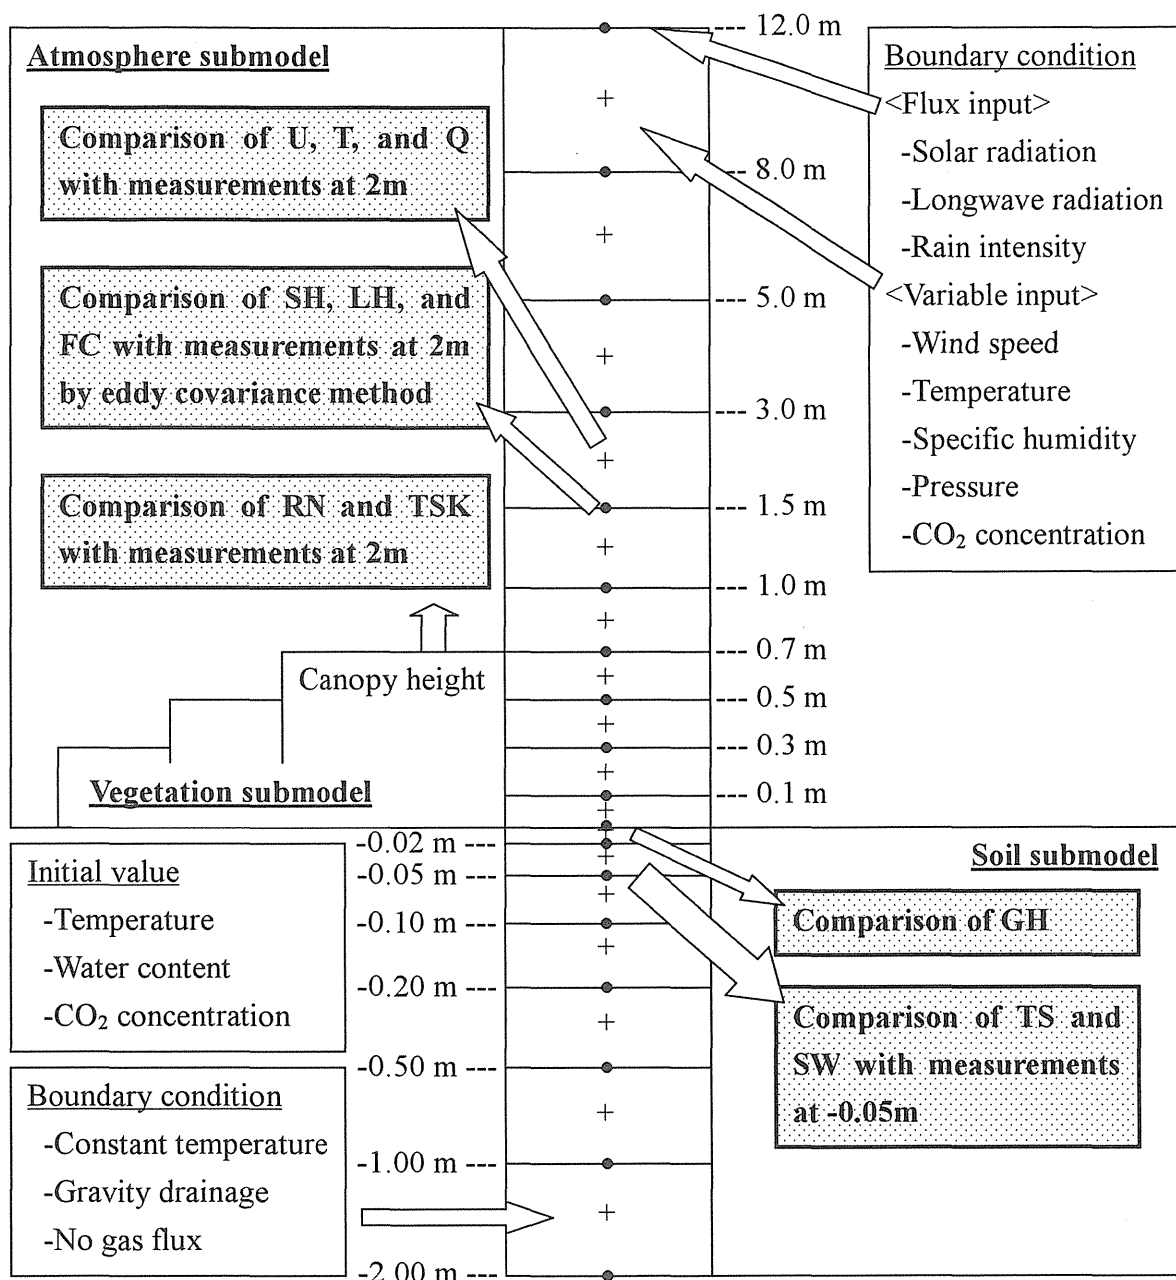 Atmosphere submodel
Comparison of U, T, and Q
with measurements at 2m
Comparison of SH, LH, and
FC with measurements at 2m
by eddy covariance method
Comparison of RN and TSK
with measurements at 2m
Canopy height
Vegetation submodel
--- 12.0 m
--- 8.0 m
--- 5.0 m
--- 3.0 m
--- 1.5 m
--- 1.0 m
--- 0.7 m
--- 0.5 m
--- 0.3 m
--- 0.1 m
Boundary condition
<Flux input>
-Solar radiation
-Longwave radiation
-Rain intensity
<Variable input>
-Wind speed
-Temperature
-Specific humidity
-Pressure
-CO₂ concentration
Initial value
-Temperature
-Water content
-CO₂ concentration
Boundary condition
-Constant temperature
-Gravity drainage
-No gas flux
-0.02 m ---
-0.05 m ---
-0.10 m ---
-0.20 m ---
-0.50 m ---
-1.00 m ---
-2.00 m ---
Soil submodel
Comparison of GH
Comparison of TS and
SW with measurements
at -0.05m